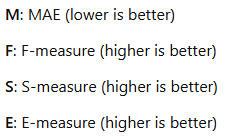 M: MAE (lower is better)
F: F-measure (higher is better)
S: S-measure (higher is better)
E: E-measure (higher is better)